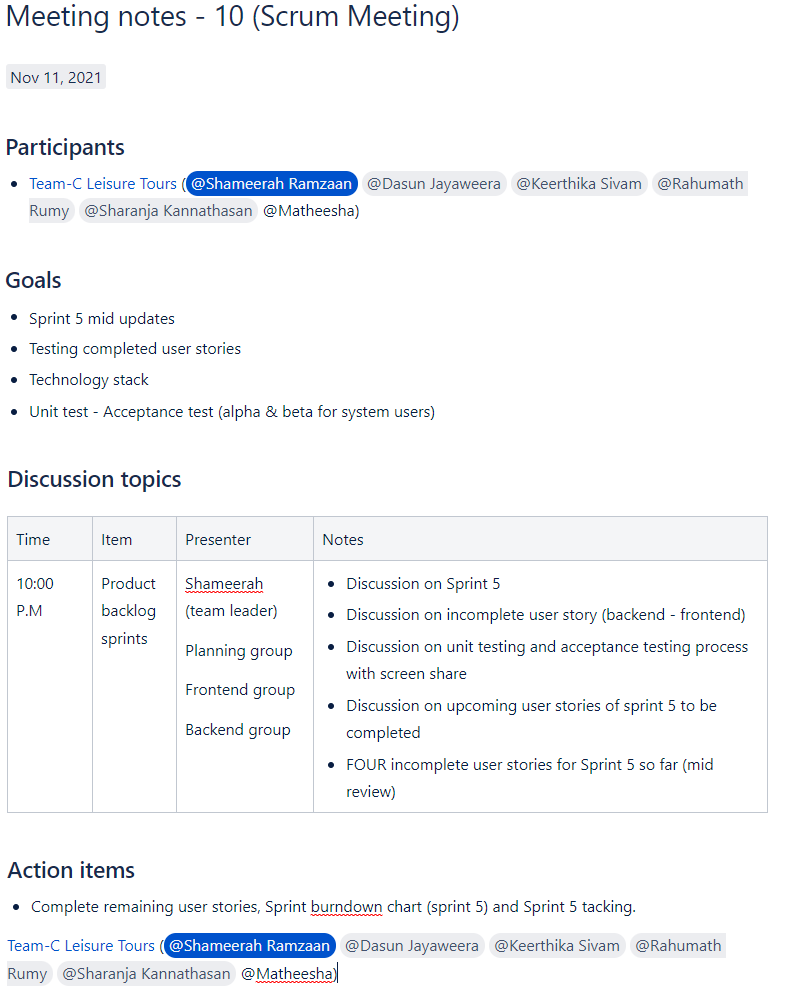 Meeting notes - 10 (Scrum Meeting)
Nov 11, 2021
Participants
Team-C Leisure Tours (@Shameerah Ramzaan @Dasun Jayaweera @Keerthika Sivam @Rahumath
Rumy @Sharanja Kannathasan @Matheesha)
Goals
Sprint 5 mid updates
Testing completed user stories
Technology stack
Unit test - Acceptance test (alpha & beta for system users)
Discussion topics
Time Item Presenter Notes
10:00
P.M
Product
backlog
sprints
Shameerah
(team leader)
Planning group
Frontend group
Backend group
Discussion on Sprint 5
Discussion on incomplete user story (backend - frontend)
Discussion on unit testing and acceptance testing process
with screen share
Discussion on upcoming user stories of sprint 5 to be
completed
FOUR incomplete user stories for Sprint 5 so far (mid
review)
Action items
Complete remaining user stories, Sprint burndown chart (sprint 5) and Sprint 5 tacking.
Team-C Leisure Tours (@Shameerah Ramzaan @Dasun Jayaweera @Keerthika Sivam @Rahumath
Rumy @Sharanja Kannathasan @Matheesha)